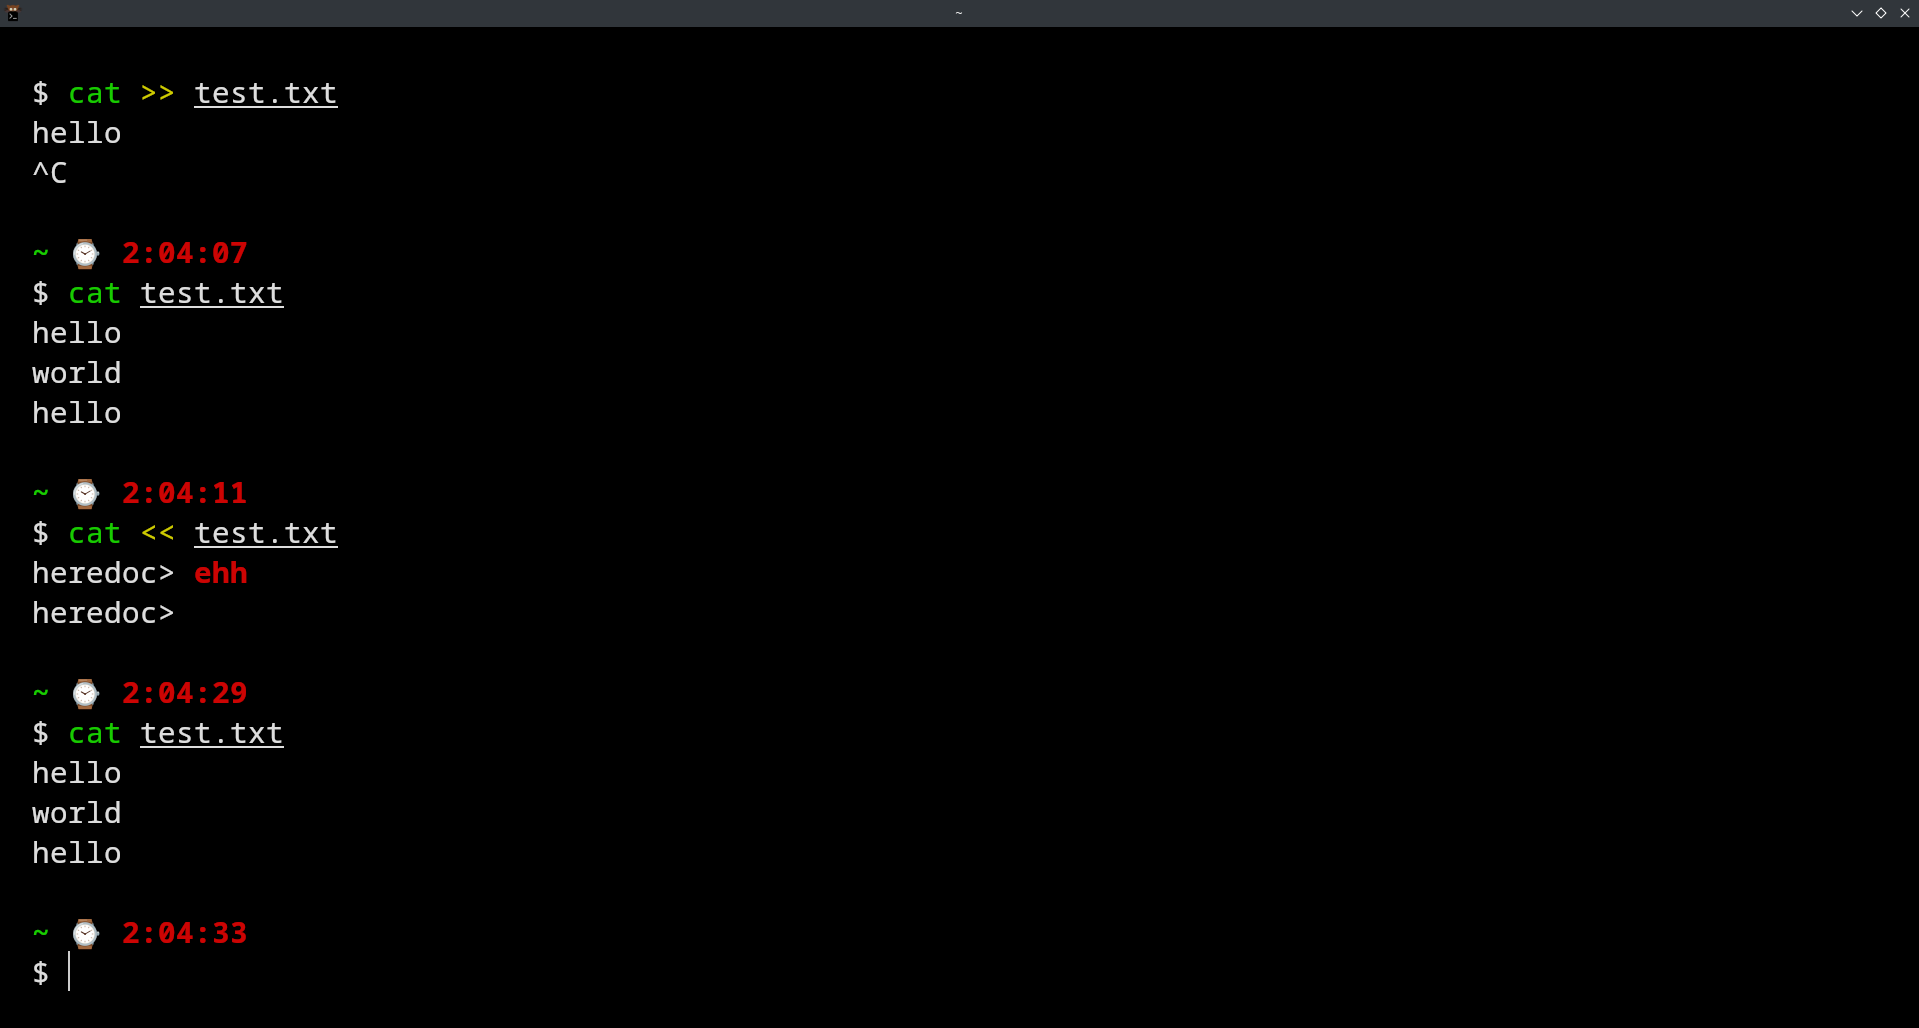 ~
$ cat >> test.txt
hello
^C
~ ⌚ 2:04:07
$ cat test.txt
hello
world
hello
~ ⌚ 2:04:11
$ cat << test.txt
heredoc> ehh
heredoc>
~ ⌚ 2:04:29
$ cat test.txt
hello
world
hello
~ ⌚ 2:04:33
$